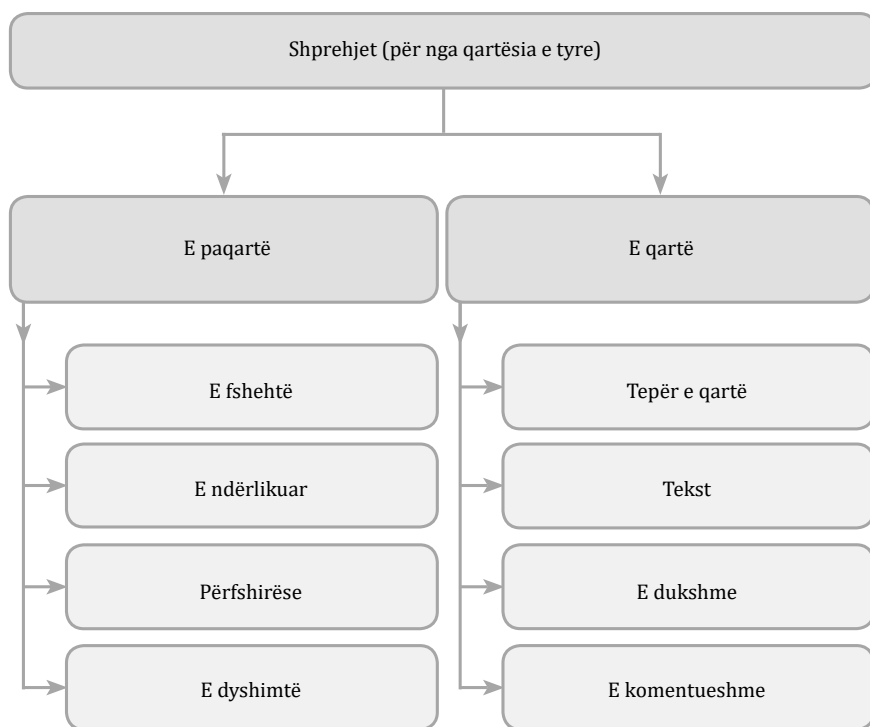 Shprehjet (për nga qartësia e tyre)
E paqartë
E qartë
E fshehtë
Tepër e qartë
E ndërlikuar
Tekst
Përfshirëse
E dukshme
E dyshimtë
E komentueshme